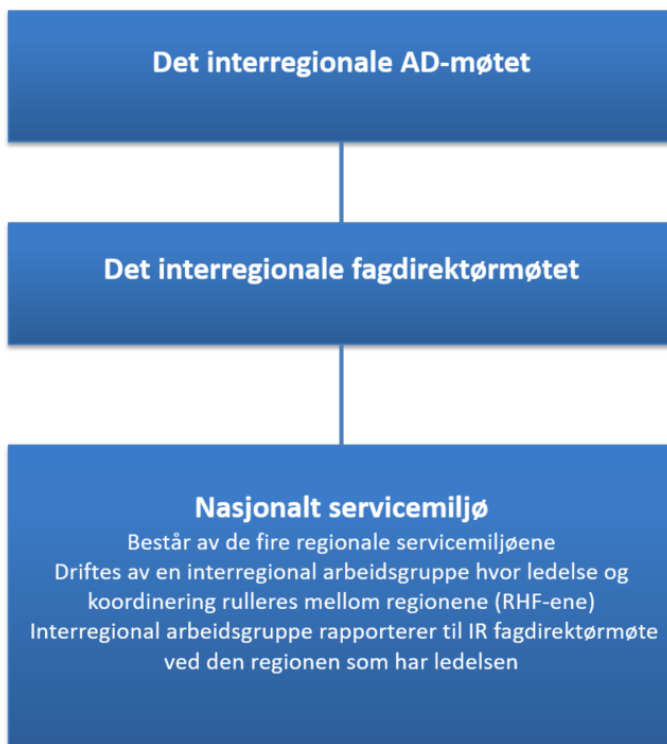 Det interregionale AD-møtet
Det interregionale fagdirektørmøtet
Nasjonalt servicemiljø
Består av de fire regionale servicemiljøene
Driftes av en interregional arbeidsgruppe hvor ledelse og
koordinering rulleres mellom regionene (RHF-ene)
Interregional arbeidsgruppe rapporterer til IR fagdirektørmøte
ved den regionen som har ledelsen